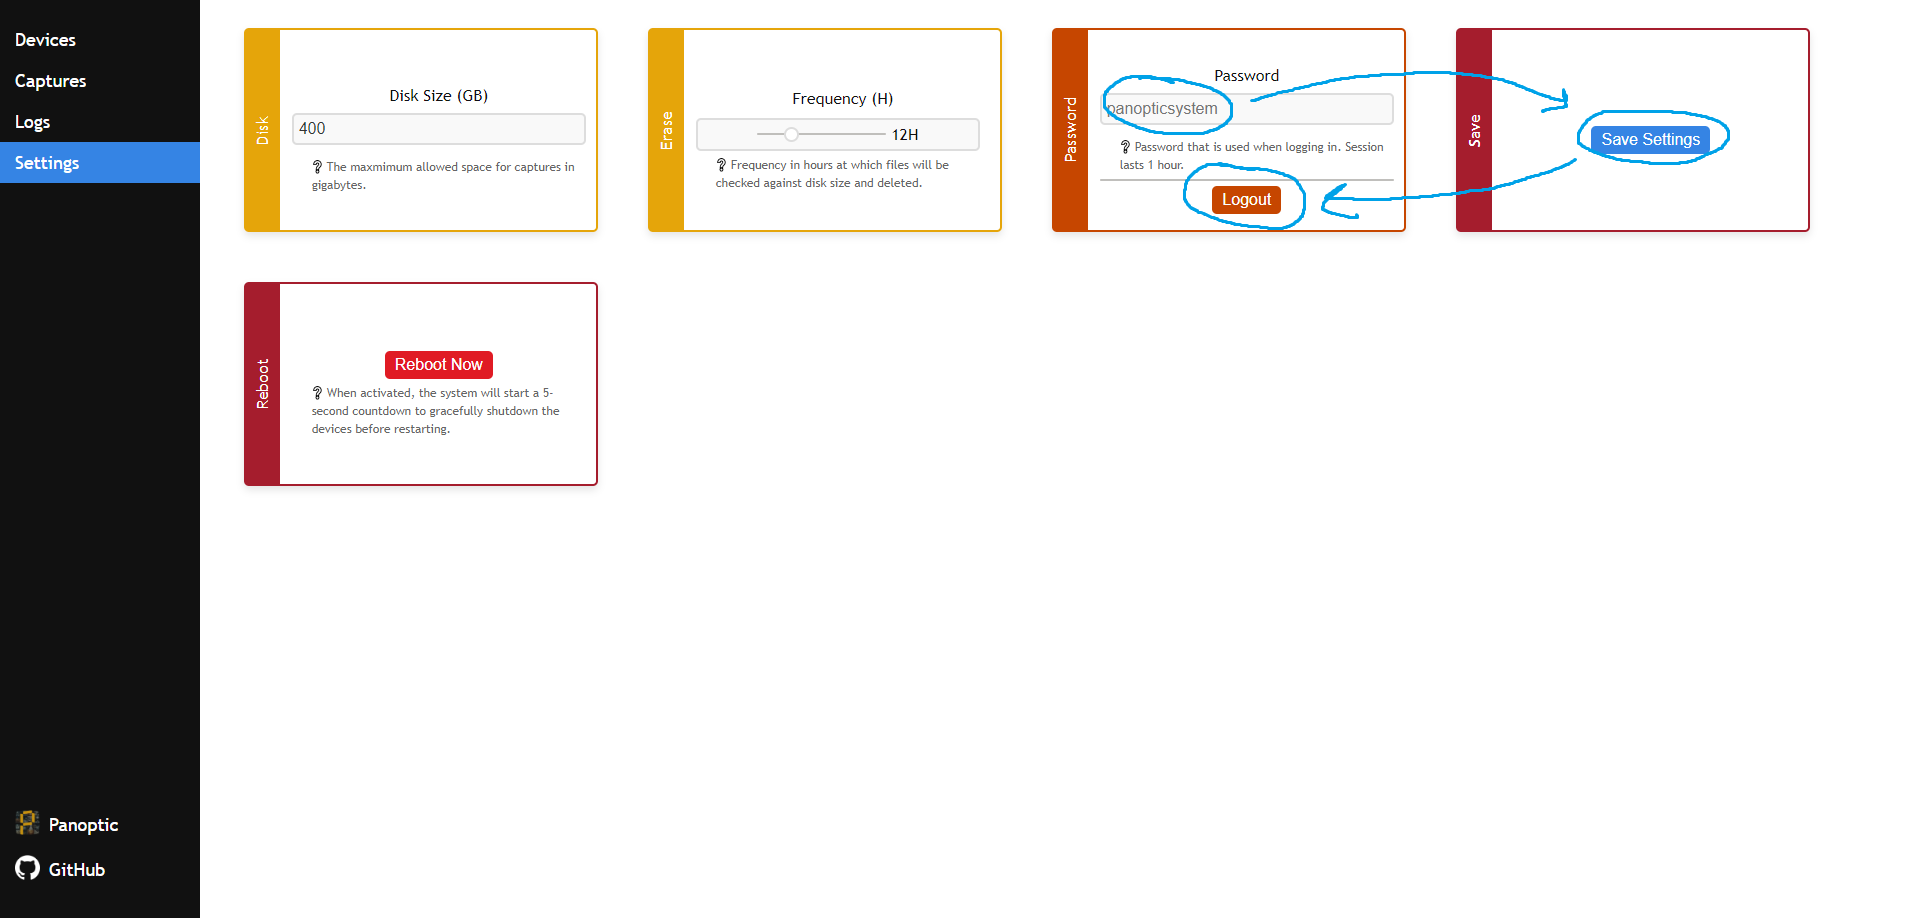 Devices
Captures
Logs
Settings
Panoptic
GitHub
Disk
Disk Size (GB)
400
? The maxmimum allowed space for captures in
gigabytes.
Erase
Frequency (H)
12H
? Frequency in hours at which files will be
checked against disk size and deleted.
Password
Password
panopticsystem
? Password that is used when logging in. Session
lasts 1 hour.
Logout
Save
Save Settings
Reboot
Reboot Now
? When activated, the system will start a 5-
second countdown to gracefully shutdown the
devices before restarting.